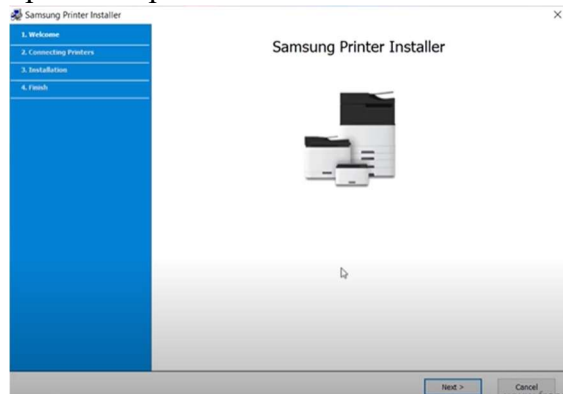 Samsung Printer Installer
1. Welcome
2. Connecting Printers
3. Installation
4. Finish
Samsung Printer Installer
Next >
Cancel